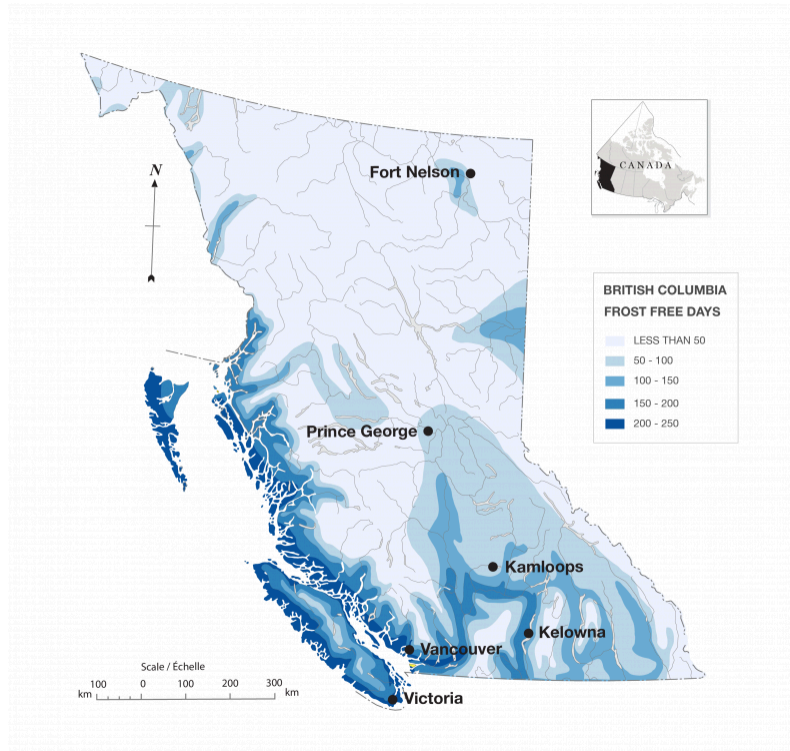 CANADA
N
Fort Nelson
BRITISH COLUMBIA
FROST FREE DAYS
LESS THAN 50
50 - 100
100 - 150
150 - 200
200 - 250
Prince George
Kamloops
Kelowna
Vancouver
Victoria
Scale / Échelle
100 0 100 200 300
km km